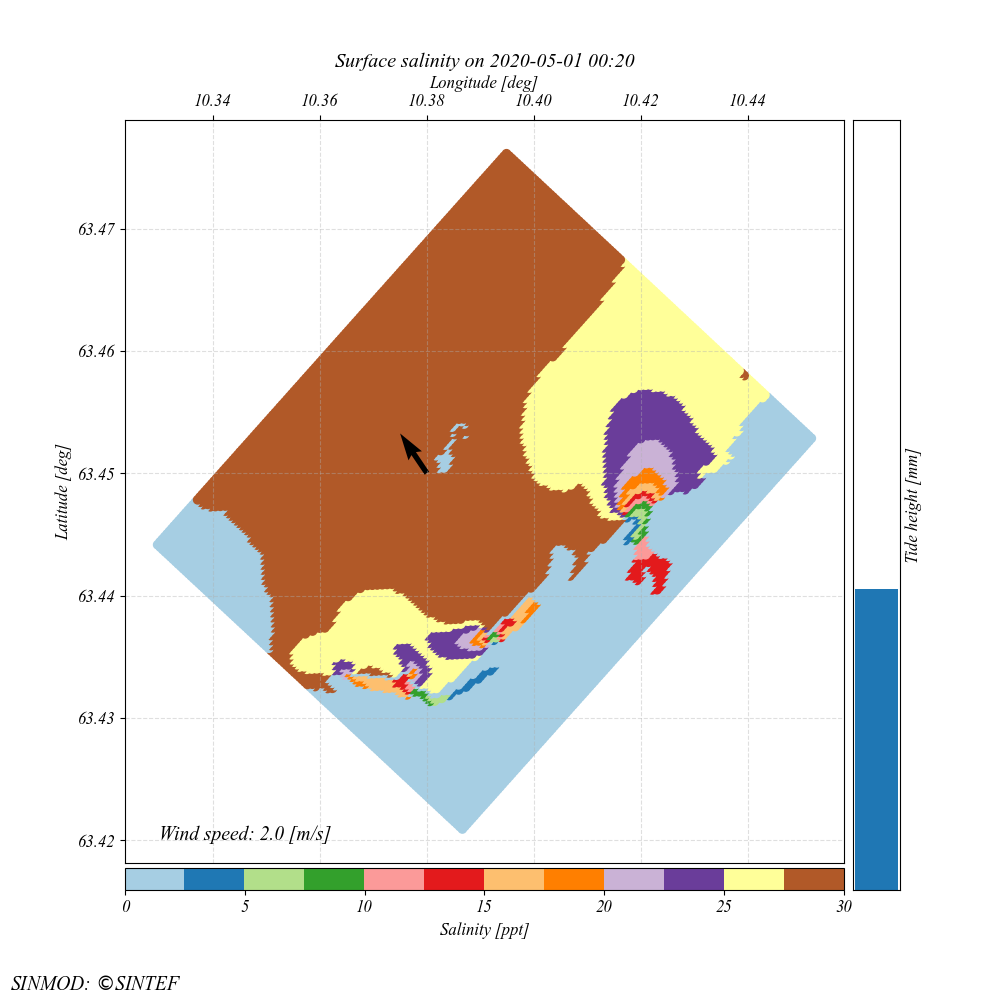 Surface salinity on 2020-05-01 00:20
Longitude [deg]
10.34 10.36 10.38 10.40 10.42 10.44
63.47
63.46
63.45
63.44
63.43
63.42
Latitude [deg]
Tide height [mm]
Wind speed: 2.0 [m/s]
0 5 10 15 20 25 30
Salinity [ppt]
SINMOD: ©SINTEF